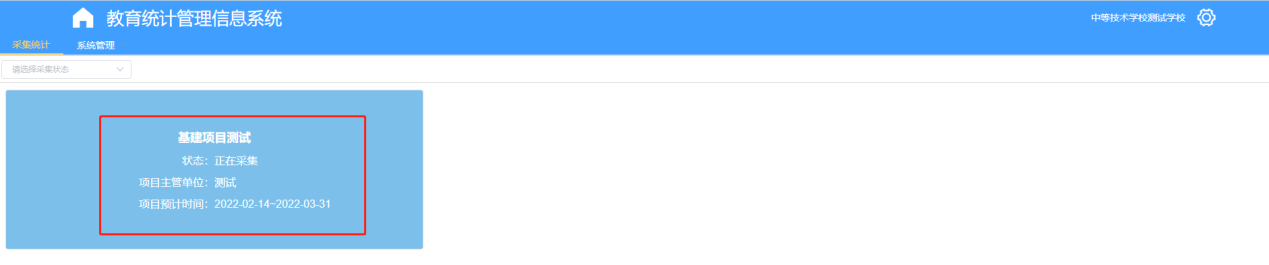 教育统计管理信息系统
中等技术学校测试学校
采集统计 系统管理
请选择采集状态
基建项目测试
状态：正在采集
项目主管单位：测试
项目预计时间：2022-02-14~2022-03-31